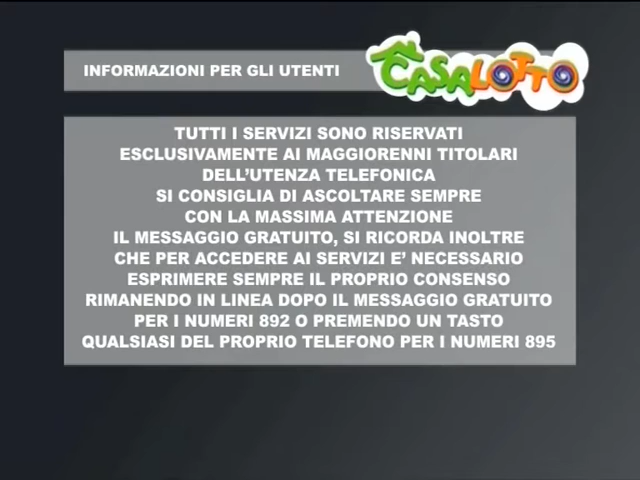 INFORMAZIONI PER GLI UTENTI
CASALOTTO
TUTTI I SERVIZI SONO RISERVATI
ESCLUSIVAMENTE AI MAGGIORENNI TITOLARI
DELL'UTENZA TELEFONICA
SI CONSIGLIA DI ASCOLTARE SEMPRE
CON LA MASSIMA ATTENZIONE
IL MESSAGGIO GRATUITO, SI RICORDA INOLTRE
CHE PER ACCEDERE AI SERVIZI E' NECESSARIO
ESPRIMERE SEMPRE IL PROPRIO CONSENSO
RIMANENDO IN LINEA DOPO IL MESSAGGIO GRATUITO
PER I NUMERI 892 O PREMENDO UN TASTO
QUALSIASI DEL PROPRIO TELEFONO PER I NUMERI 895